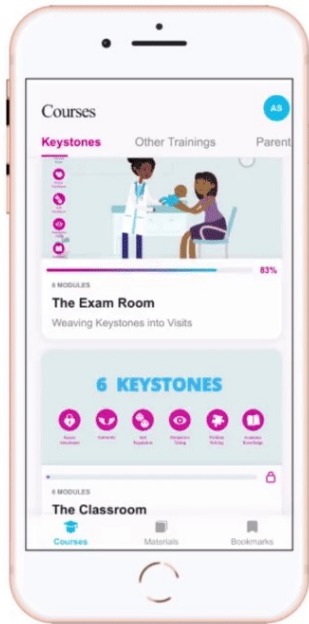 Courses
AS
Keystones
Other Trainings
Parent
83%
6 MODULES
The Exam Room
Weaving Keystones into Visits
6 KEYSTONES
6 MODULES
The Classroom
Courses
Materials
Bookmarks